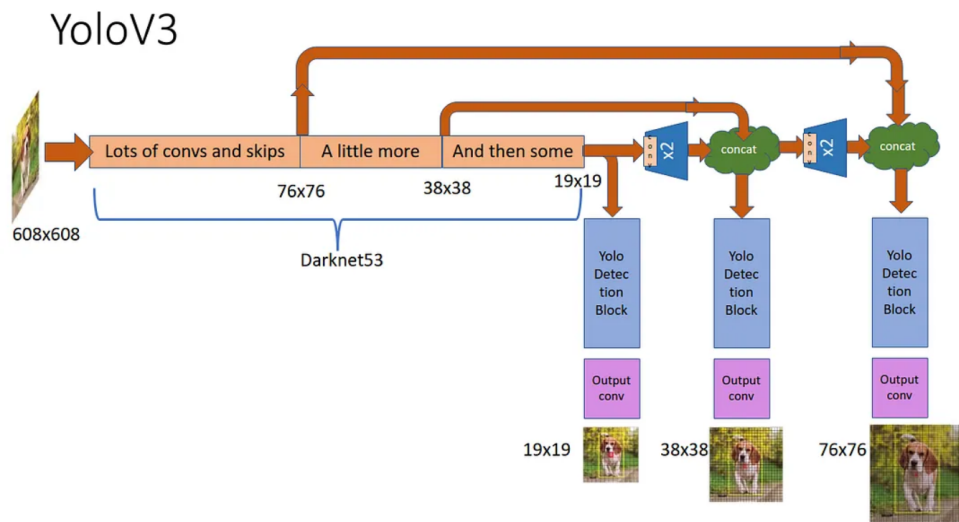 YoloV3
Lots of convs and skips
A little more
And then some
x2
concat
x2
concat
76x76
38x38
19x19
608x608
Darknet53
Yolo
Detec
tion
Block
Yolo
Detec
tion
Block
Yolo
Detec
tion
Block
Output
conv
Output
conv
Output
conv
19x19
38x38
76x76